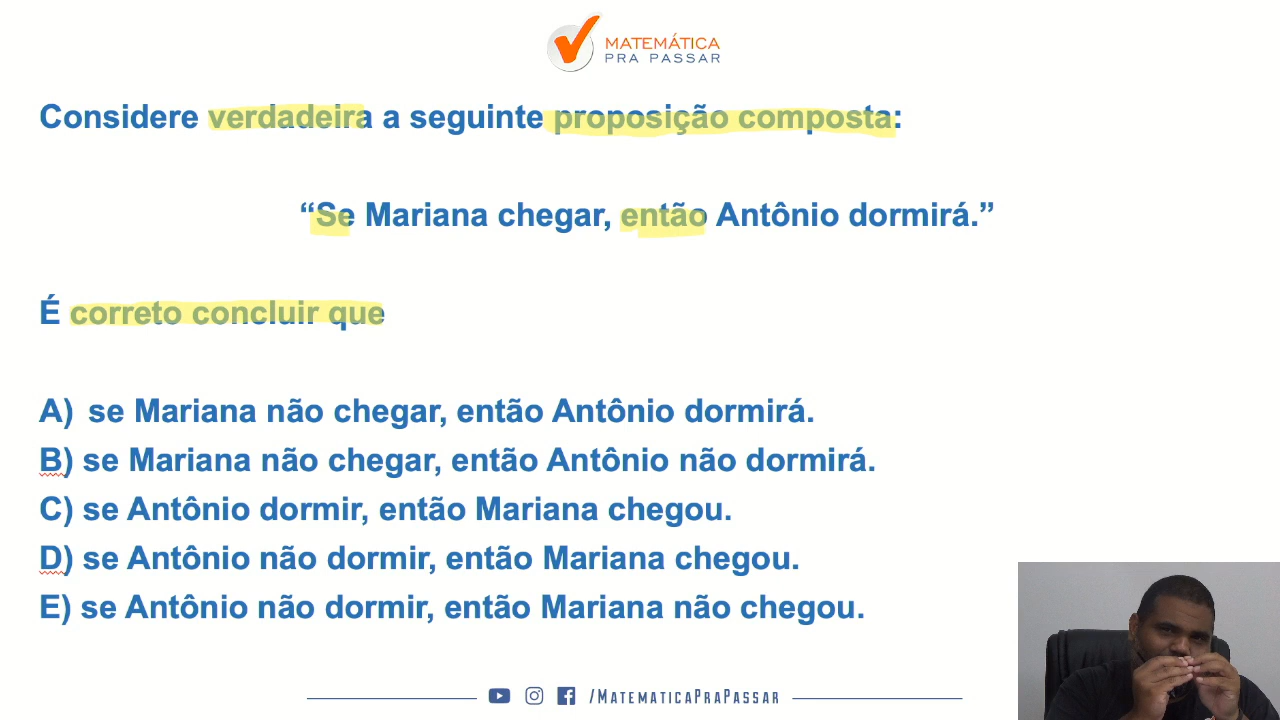 MATEMÁTICA
PRA PASSAR
Considere verdadeira a seguinte proposição composta:
“Se Mariana chegar, então Antônio dormirá.”
É correto concluir que
A) se Mariana não chegar, então Antônio dormirá.
B) se Mariana não chegar, então Antônio não dormirá.
C) se Antônio dormir, então Mariana chegou.
D) se Antônio não dormir, então Mariana chegou.
E) se Antônio não dormir, então Mariana não chegou.
/MATEMATICAPRAPASSAR